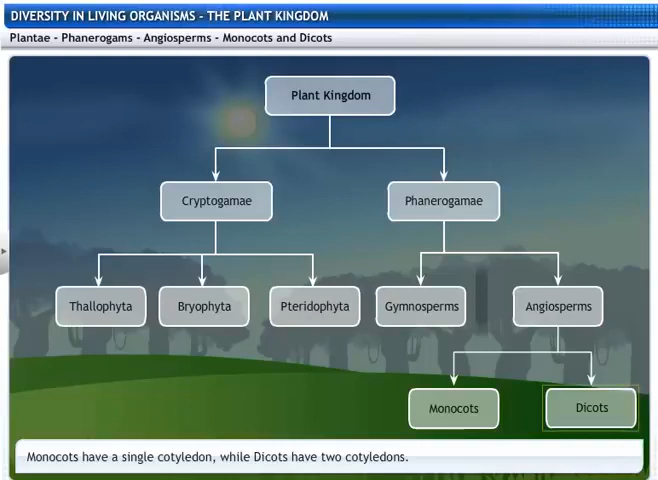 DIVERSITY IN LIVING ORGANISMS - THE PLANT KINGDOM
Plantae - Phanerogams - Angiosperms - Monocots and Dicots
Plant Kingdom
Cryptogamae
Phanerogamae
Thallophyta
Bryophyta
Pteridophyta
Gymnosperms
Angiosperms
Monocots
Dicots
Monocots have a single cotyledon, while Dicots have two cotyledons.